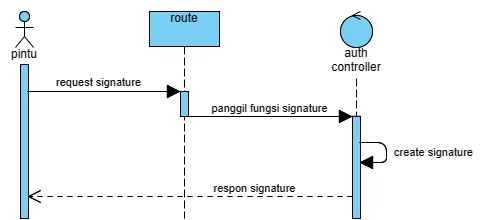 route
pintu
auth
controller
request signature
panggil fungsi signature
create signature
respon signature